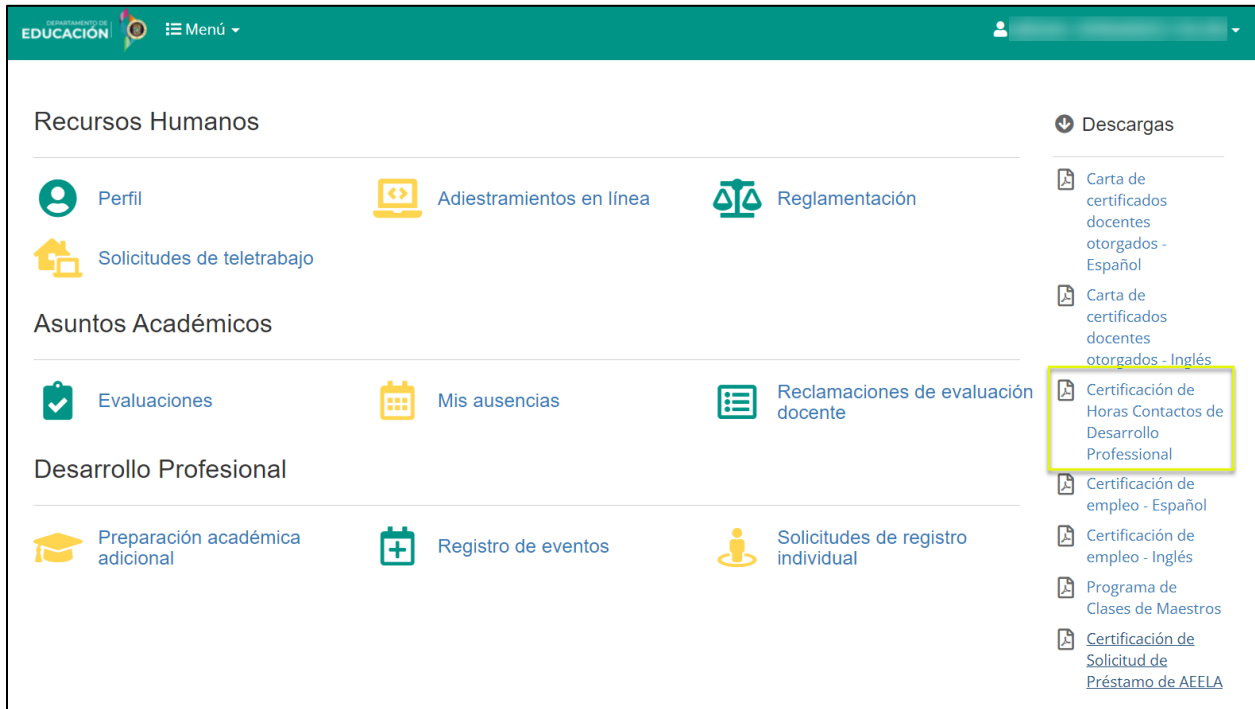 DEPARTAMENTO DE
EDUCACIÓN
Menú
Recursos Humanos
Perfil
Adiestramientos en línea
Reglamentación
Solicitudes de teletrabajo
Asuntos Académicos
Evaluaciones
Mis ausencias
Reclamaciones de evaluación
docente
Desarrollo Profesional
Preparación académica
adicional
Registro de eventos
Solicitudes de registro
individual
Descargas
Carta de
certificados
docentes
otorgados -
Español
Carta de
certificados
docentes
otorgados - Inglés
Certificación de
Horas Contactos de
Desarrollo
Professional
Certificación de
empleo - Español
Certificación de
empleo - Inglés
Programa de
Clases de Maestros
Certificación de
Solicitud de
Préstamo de AEELA